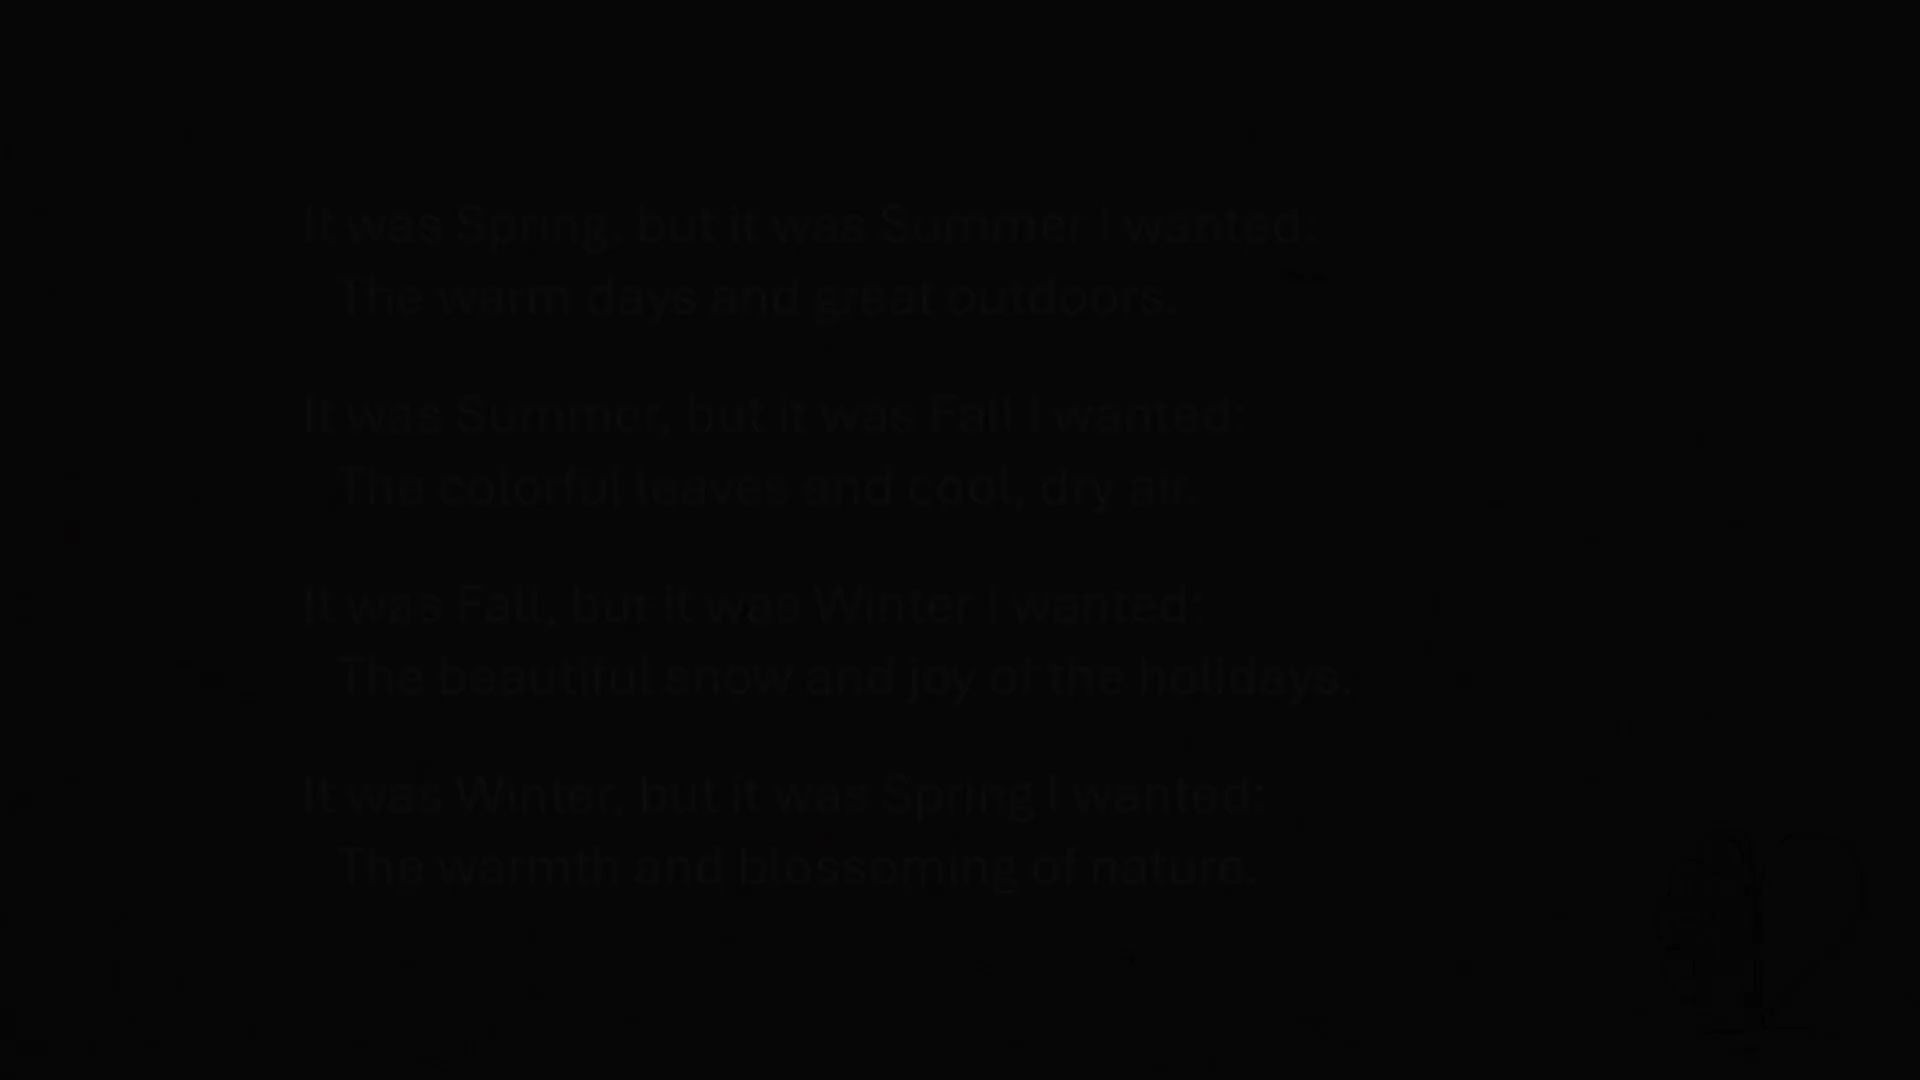 It was Spring, but it was Summer I wanted:
The warm days and great outdoors.
It was Summer, but it was Fall I wanted:
The colorful leaves and cool, dry air.
It was Fall, but it was Winter I wanted:
The beautiful snow and joy of the holidays.
It was Winter, but it was Spring I wanted:
The warmth and blossoming of nature.